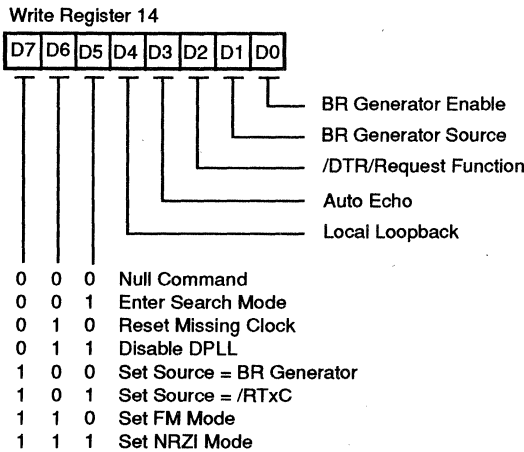 Write Register 14
D7 D6 D5 D4 D3 D2 D1 D0
BR Generator Enable
BR Generator Source
/DTR/Request Function
Auto Echo
Local Loopback
0 0 0 Null Command
0 0 1 Enter Search Mode
0 1 0 Reset Missing Clock
0 1 1 Disable DPLL
1 0 0 Set Source = BR Generator
1 0 1 Set Source = /RTxC
1 1 0 Set FM Mode
1 1 1 Set NRZI Mode